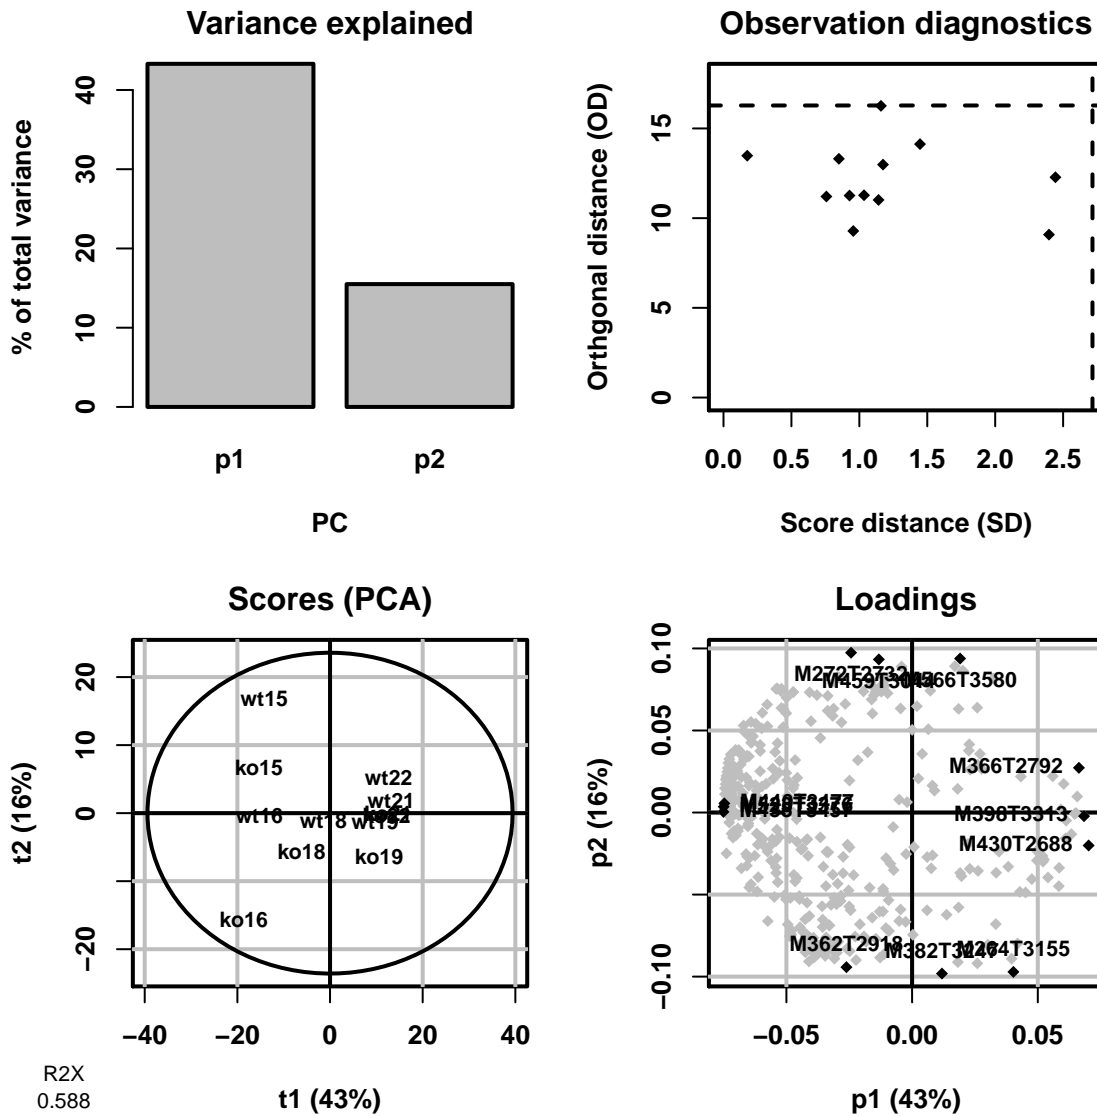 Variance explained
% of total variance
0
10
20
30
40
p1
p2
PC
Observation diagnostics
Orthgonal distance (OD)
0
5
10
15
0.0 0.5 1.0 1.5 2.0 2.5
Score distance (SD)
Scores (PCA)
t2 (16%)
−20
0
10
20
−40 −20 0 20 40
t1 (43%)
wt15
ko15
wt22
wt21
wt16
wt18
wt19
ko18
ko19
ko16
R2X
0.588
Loadings
p2 (16%)
−0.10
0.00
0.05
0.10
−0.05 0.00 0.05
p1 (43%)
M272T2732
M366T2792
M398T3313
M430T2688
M362T2918